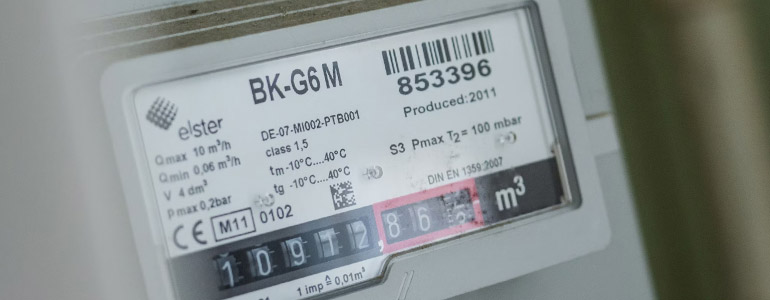 BK-G6 M
853396
Produced: 2011
elster
DE-07-MI002-PTB001
Qmax 10 m³/h
class 1,5
Qmin 0,06 m³/h
tm -10°C....40°C
V 4 dm³
tg -10°C....40°C
pmax 0,2bar
S3 Pmax T₂ = 100 mbar
DIN EN 1359:2007
CE M11 0102
10912,86 m³
1 imp ≙ 0,01m³